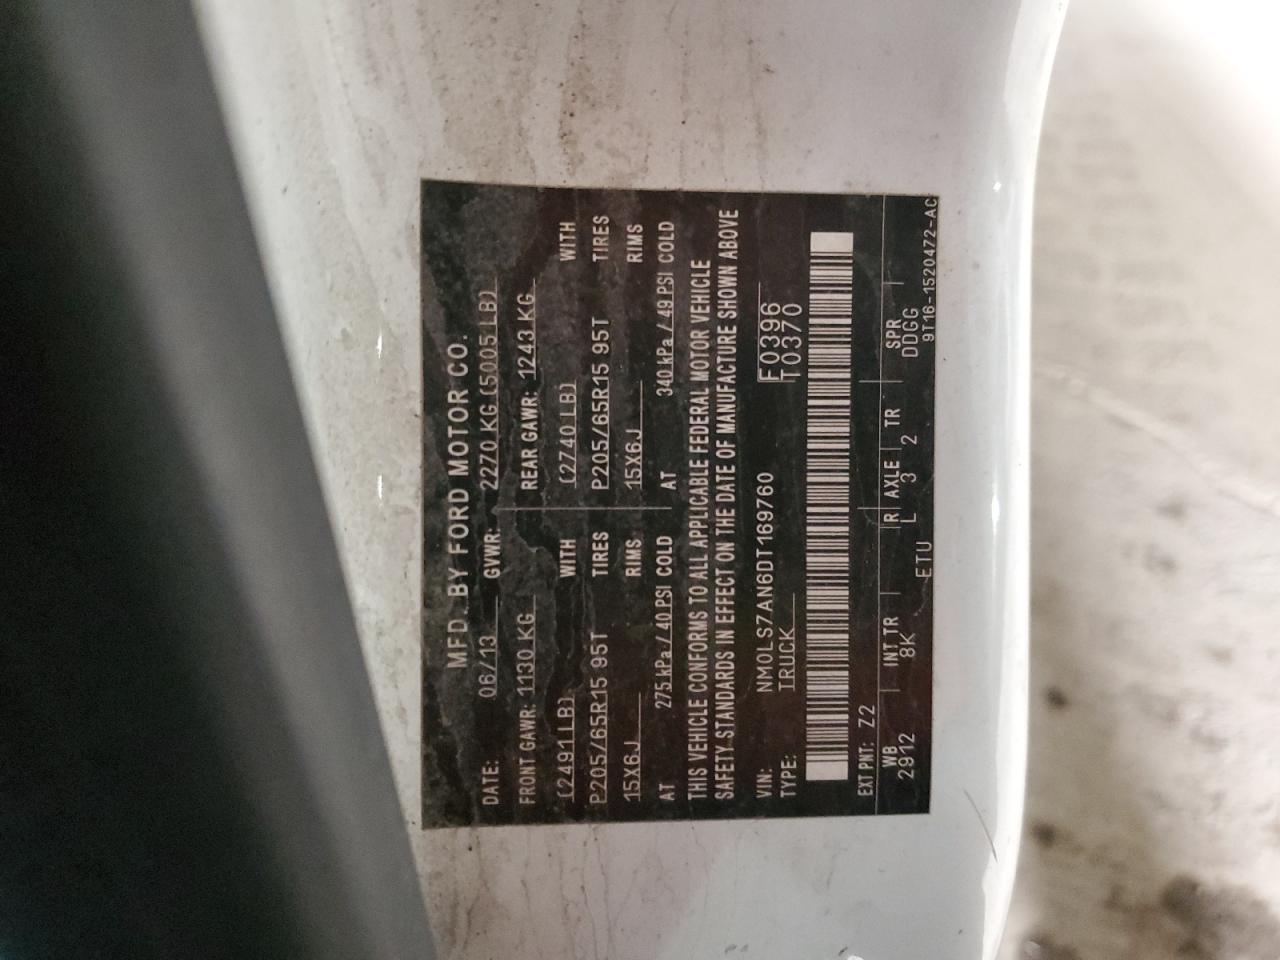 MFD. BY FORD MOTOR CO.
DATE: 06/13 GVWR: 2270 KG (5005 LB)
FRONT GAWR: 1130 KG REAR GAWR: 1243 KG
(2491 LB) WITH (2740 LB) WITH
P205/65R15 95T TIRES P205/65R15 95T TIRES
15X6J RIMS 15X6J RIMS
AT 275 kPa / 40 PSI COLD AT 340 kPa / 49 PSI COLD
THIS VEHICLE CONFORMS TO ALL APPLICABLE FEDERAL MOTOR VEHICLE
SAFETY STANDARDS IN EFFECT ON THE DATE OF MANUFACTURE SHOWN ABOVE
VIN: NM0LS7AN6DT169760 F0396
TYPE: TRUCK T0370
EXT PNT: Z2
WB INT TR R AXLE TR SPR
2912 8K L 3 2 DDGG
ETU 9T16-1520472-AC